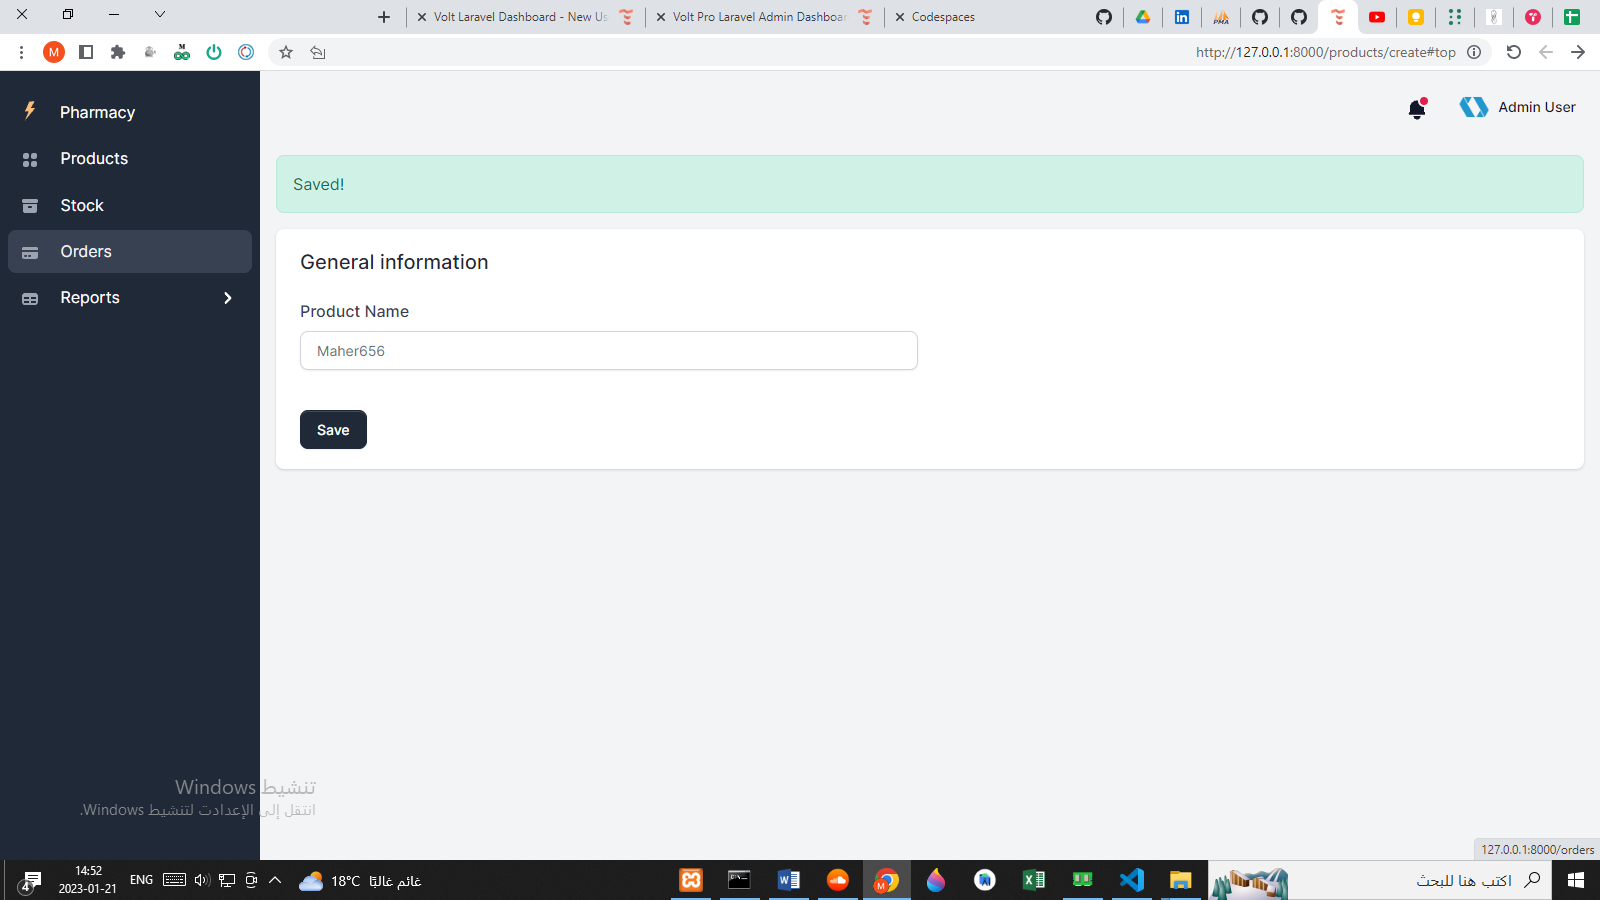 Volt Laravel Dashboard - New Us
Volt Pro Laravel Admin Dashboar
Codespaces
PMA
M
M
http://127.0.0.1:8000/products/create#top
Pharmacy
Products
Stock
Orders
Reports
Admin User
Saved!
General information
Product Name
Maher656
Save
تنشيط Windows
انتقل إلى الإعدادت لتنشيط Windows.
127.0.0.1:8000/orders
4
14:52
2023-01-21
ENG
18°C غائم غالبًا
M
اكتب هنا للبحث